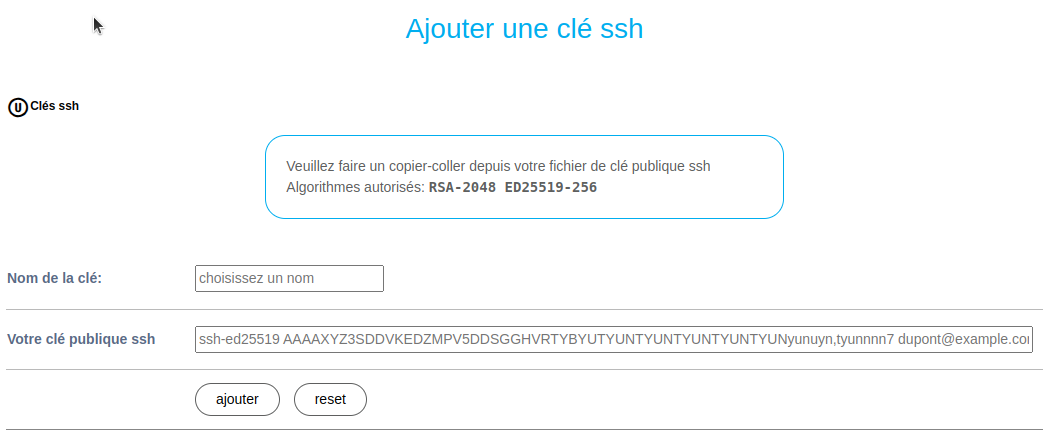 Ajouter une clé ssh
U Clés ssh
Veuillez faire un copier-coller depuis votre fichier de clé publique ssh
Algorithmes autorisés: RSA-2048 ED25519-256
Nom de la clé: choisissez un nom
Votre clé publique ssh ssh-ed25519 AAAAXYZ3SDDVKEDZMPV5DDSGGHVRTYBYUTYUNTYUNTYUNTYUNTYUNyunuyn,tyunnnn7 dupont@example.com
ajouter reset